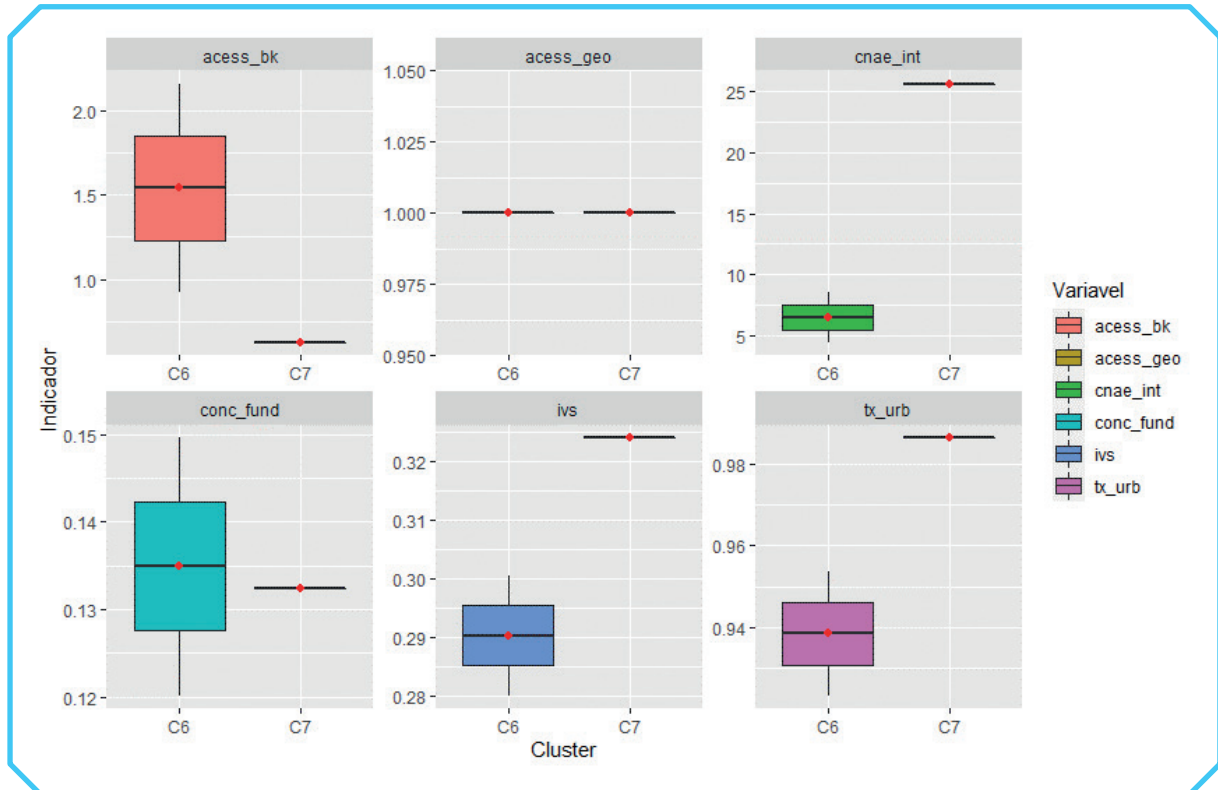 acess_bk
acess_geo
cnae_int
2.0
1.5
1.0
1.050
1.025
1.000
0.975
0.950
25
20
15
10
5
C6 C7
C6 C7
C6 C7
conc_fund
ivs
tx_urb
0.15
0.14
0.13
0.12
0.32
0.31
0.30
0.29
0.28
0.98
0.96
0.94
C6 C7
C6 C7
C6 C7
Indicador
Cluster
Variavel
acess_bk
acess_geo
cnae_int
conc_fund
ivs
tx_urb